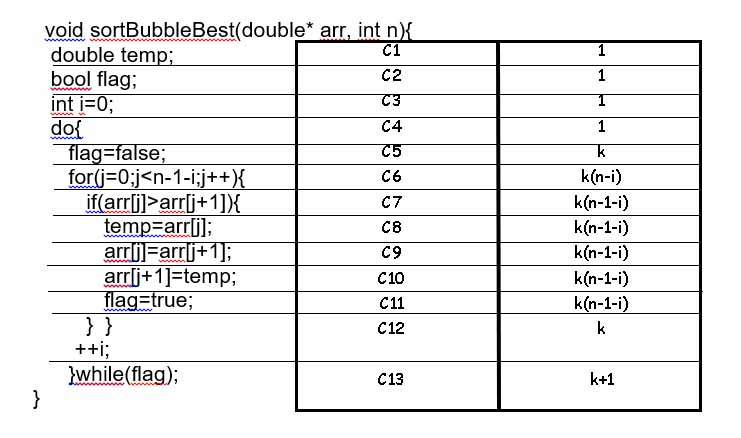 void sortBubbleBest(double* arr, int n){
double temp; C1 1
bool flag; C2 1
int i=0; C3 1
do{ C4 1
flag=false; C5 k
for(j=0;j<n-1-i;j++){ C6 k(n-i)
if(arr[j]>arr[j+1]){ C7 k(n-1-i)
temp=arr[j]; C8 k(n-1-i)
arr[j]=arr[j+1]; C9 k(n-1-i)
arr[j+1]=temp; C10 k(n-1-i)
flag=true; C11 k(n-1-i)
} } C12 k
++i;
}while(flag); C13 k+1
}